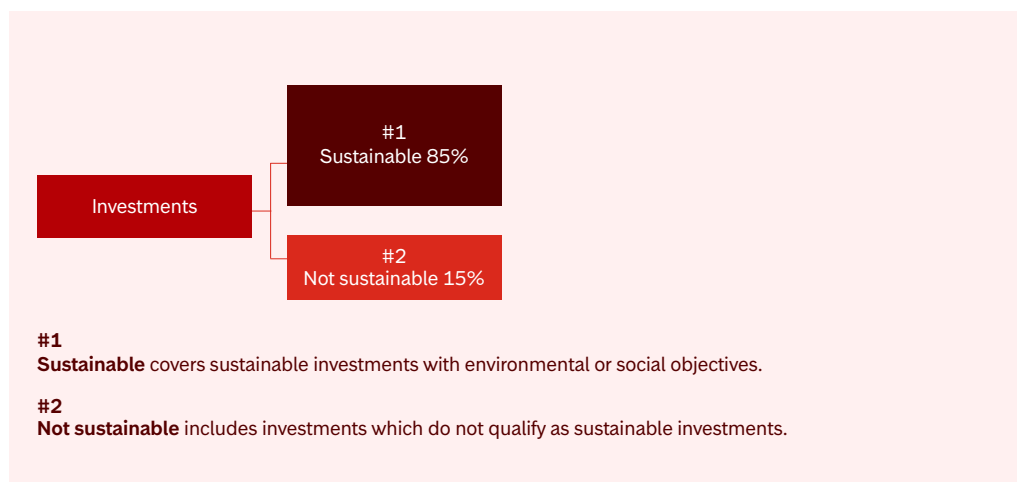 #1
Sustainable 85%
Investments
#2
Not sustainable 15%
#1
Sustainable covers sustainable investments with environmental or social objectives.
#2
Not sustainable includes investments which do not qualify as sustainable investments.